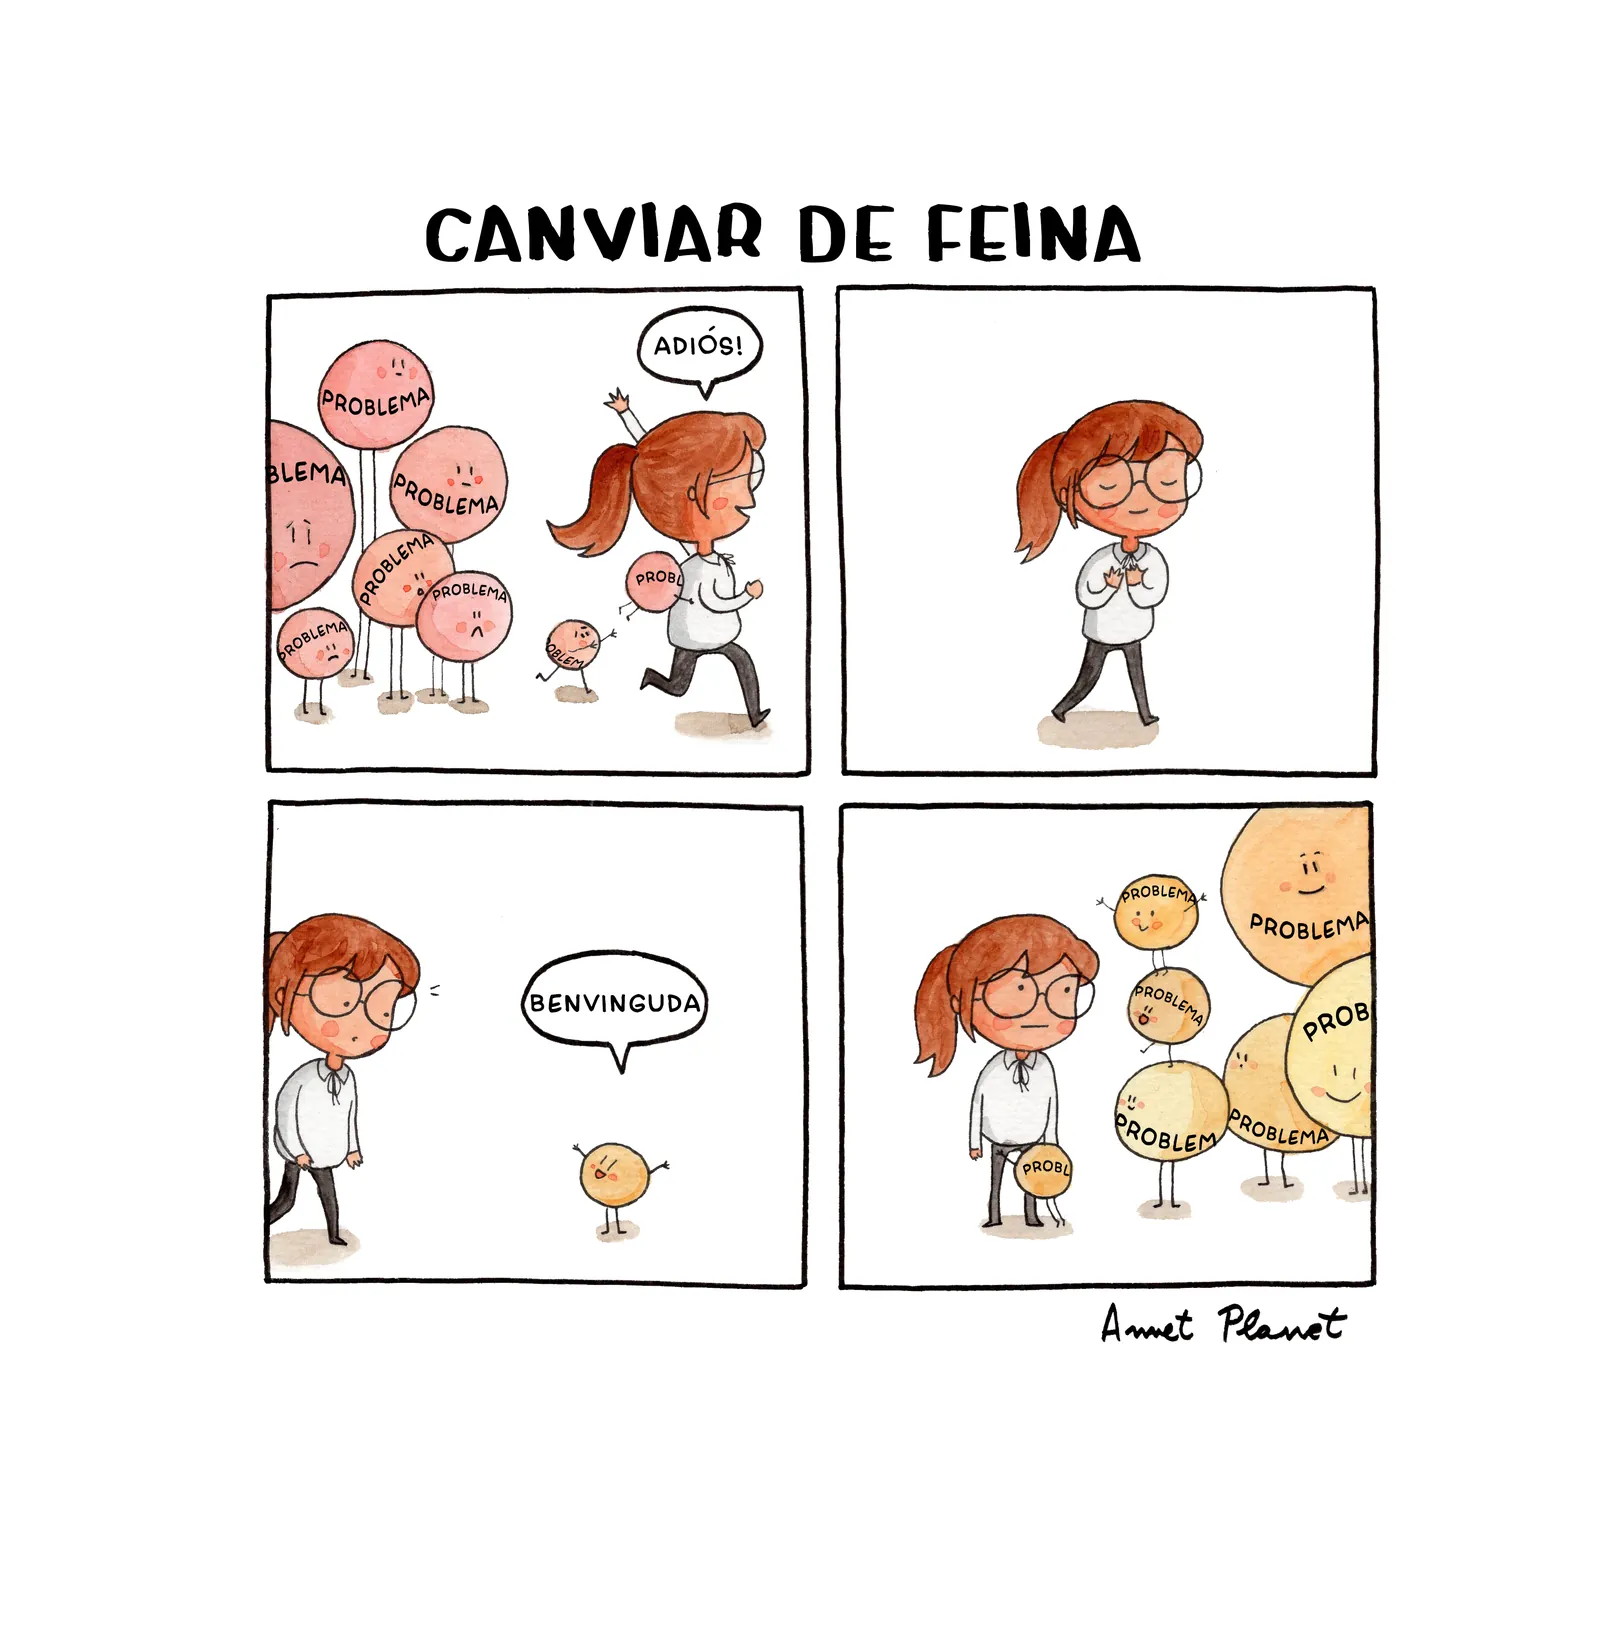 CANVIAR DE FEINA
ADIÓS!
PROBLEMA
BLEMA
PROBLEMA
PROBLEMA
PROBLEMA
PROBLEMA
PROBL
OBLEM
BENVINGUDA
PROBLEMA
PROBLEMA
PROBLEMA
PROB
PROBLEM
PROBLEMA
PROBL
Annet Planet